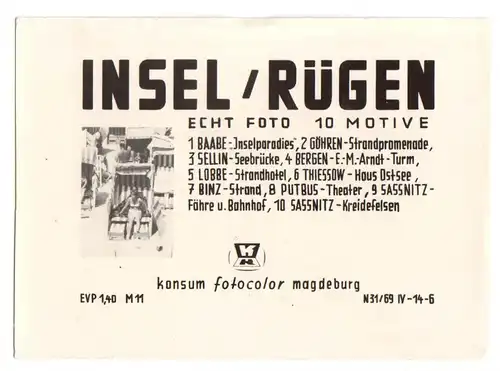 INSEL / RÜGEN
ECHT FOTO 10 MOTIVE
1 BAABE-„Inselparadies", 2 GÖHREN-Strandpromenade,
3 SELLIN-Seebrücke, 4 BERGEN-E.-M.-Arndt-Turm,
5 LOBBE-Strandhotel, 6 THIESSOW-Haus Ostsee,
7 BINZ-Strand, 8 PUTBUS-Theater, 9 SASSNITZ-
Fähre u. Bahnhof, 10 SASSNITZ-Kreidefelsen
konsum fotocolor magdeburg
EVP 1,40 M11 N31/69 IV-14-6